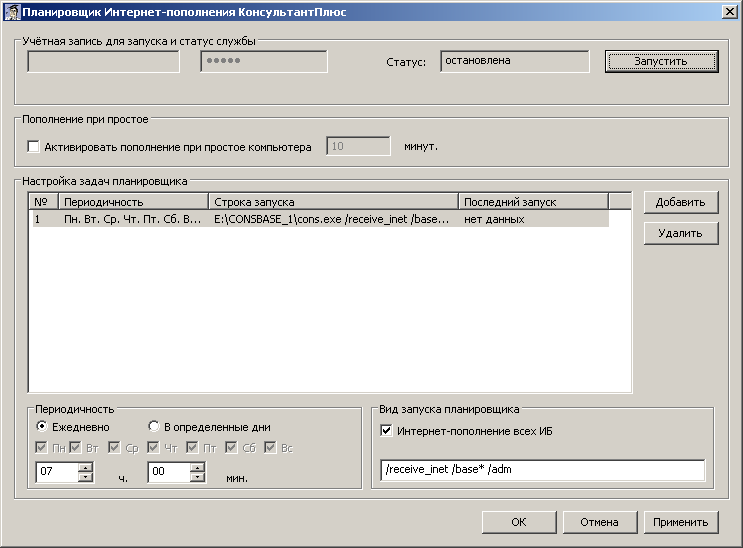 Планировщик Интернет-пополнения КонсультантПлюс
Учётная запись для запуска и статус службы
●●●●● Статус: остановлена Запустить
Пополнение при простое
Активировать пополнение при простое компьютера 10 минут.
Настройка задач планировщика
№ Периодичность Строка запуска Последний запуск
1 Пн. Вт. Ср. Чт. Пт. Сб. В... E:\CONSBASE_1\cons.exe /receive_inet /base... нет данных
Добавить
Удалить
Периодичность
Ежедневно В определенные дни
Пн Вт Ср Чт Пт Сб Вс
07 ч. 00 мин.
Вид запуска планировщика
Интернет-пополнение всех ИБ
/receive_inet /base* /adm
ОК Отмена Применить